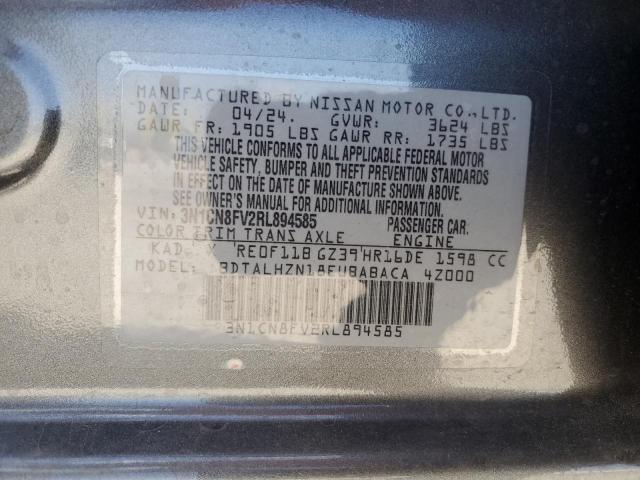 MANUFACTURED BY NISSAN MOTOR CO.,LTD.
DATE: 04/24. GVWR: 3624 LBS
GAWR FR: 1905 LBS GAWR RR: 1735 LBS
THIS VEHICLE CONFORMS TO ALL APPLICABLE FEDERAL MOTOR
VEHICLE SAFETY, BUMPER AND THEFT PREVENTION STANDARDS
IN EFFECT ON THE DATE OF MANUFACTURE SHOWN ABOVE.
SEE OWNER'S MANUAL FOR ADDITIONAL INFORMATION.
VIN: 3N1CN8FV2RL894585 PASSENGER CAR.
COLOR TRIM TRANS AXLE ENGINE
KAD X RE0F11B GZ39 HR16DE 1598 CC
MODEL 4Z000
3N1CN8FV2RL894585